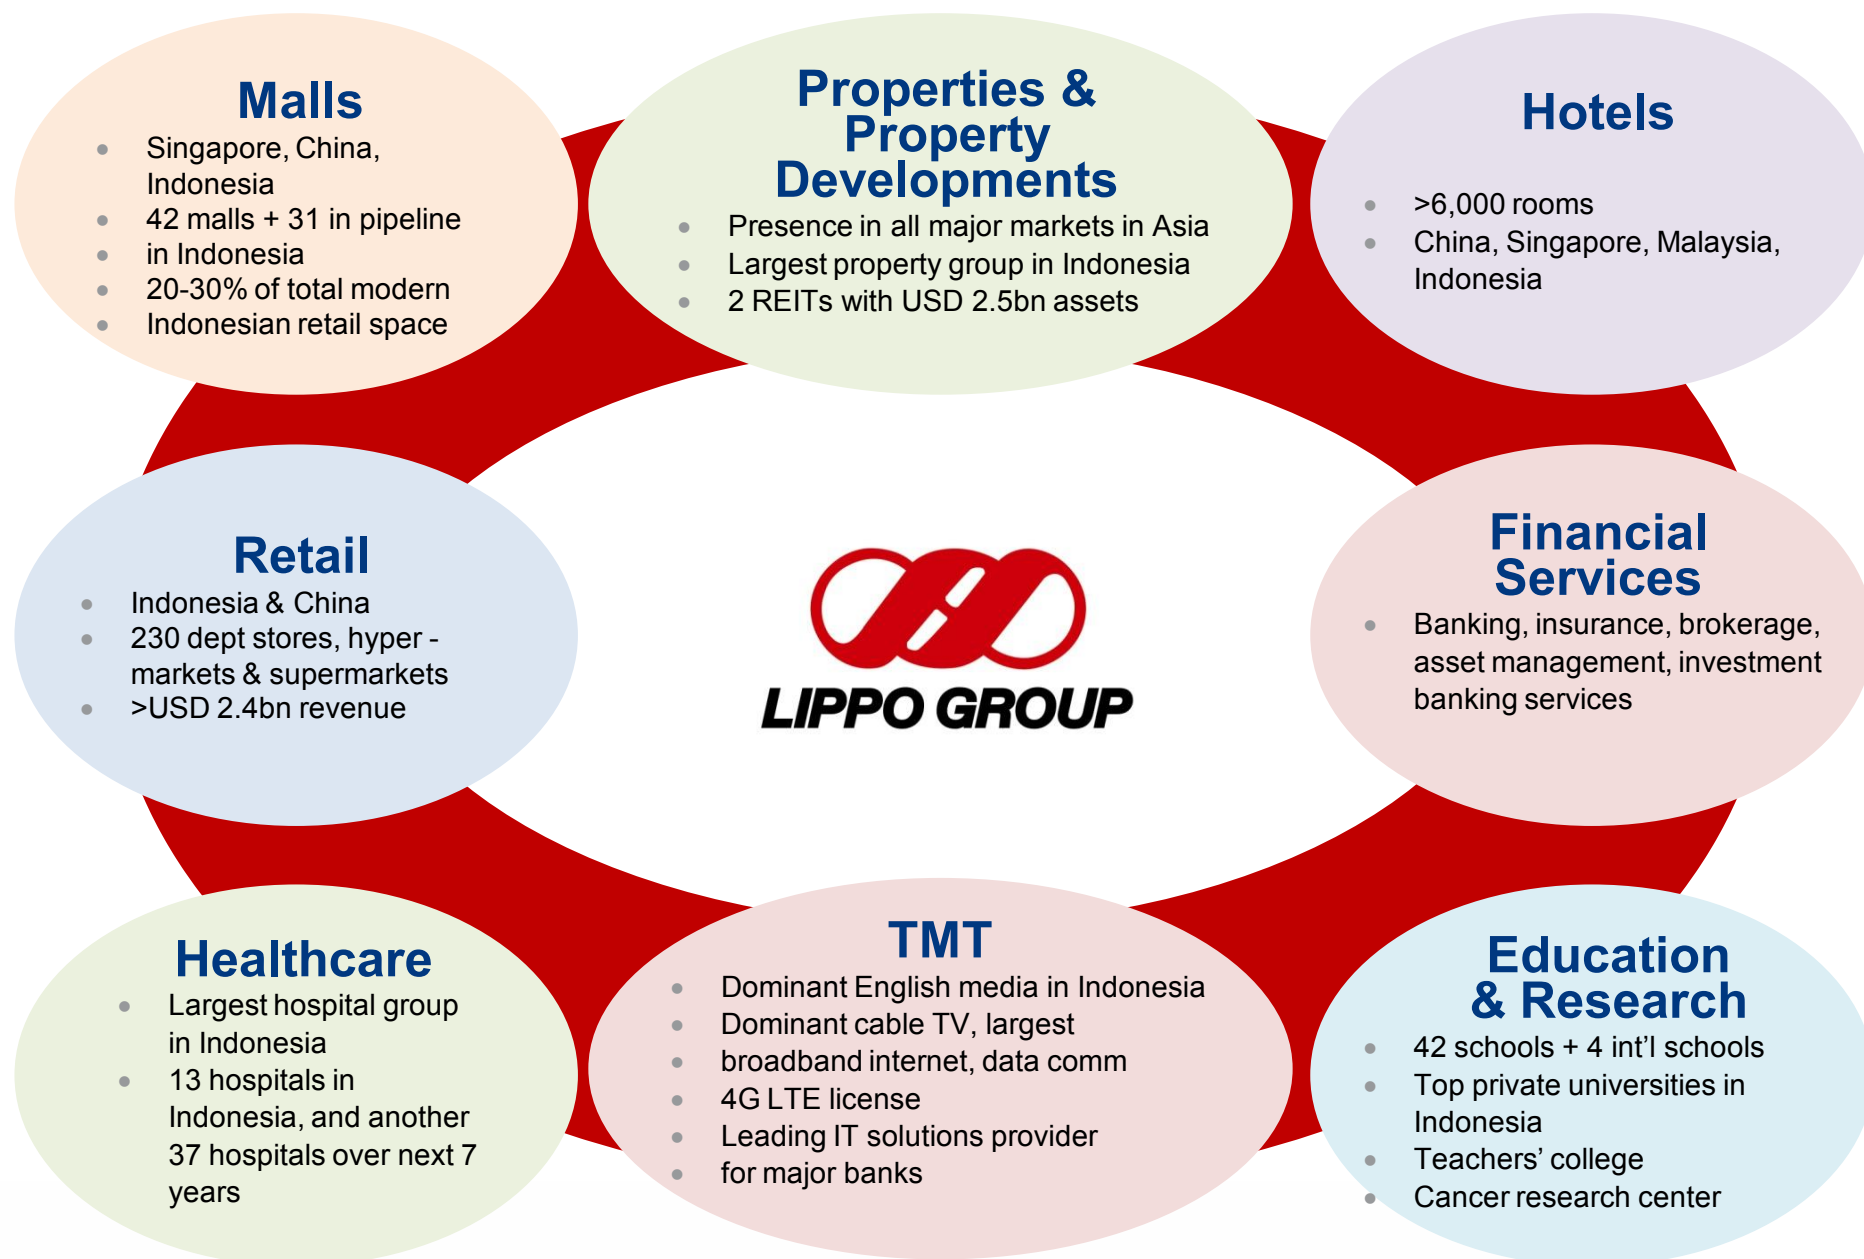 Malls
• Singapore, China,
Indonesia
• 42 malls + 31 in pipeline
• in Indonesia
• 20-30% of total modern
• Indonesian retail space
Properties &
Property
Developments
• Presence in all major markets in Asia
• Largest property group in Indonesia
• 2 REITs with USD 2.5bn assets
Hotels
• >6,000 rooms
• China, Singapore, Malaysia,
Indonesia
Retail
• Indonesia & China
• 230 dept stores, hyper -
markets & supermarkets
• >USD 2.4bn revenue
LIPPO GROUP
Financial
Services
• Banking, insurance, brokerage,
asset management, investment
banking services
Healthcare
• Largest hospital group
in Indonesia
• 13 hospitals in
Indonesia, and another
37 hospitals over next 7
years
TMT
• Dominant English media in Indonesia
• Dominant cable TV, largest
• broadband internet, data comm
• 4G LTE license
• Leading IT solutions provider
• for major banks
Education
& Research
• 42 schools + 4 int’l schools
• Top private universities in
Indonesia
• Teachers’ college
• Cancer research center